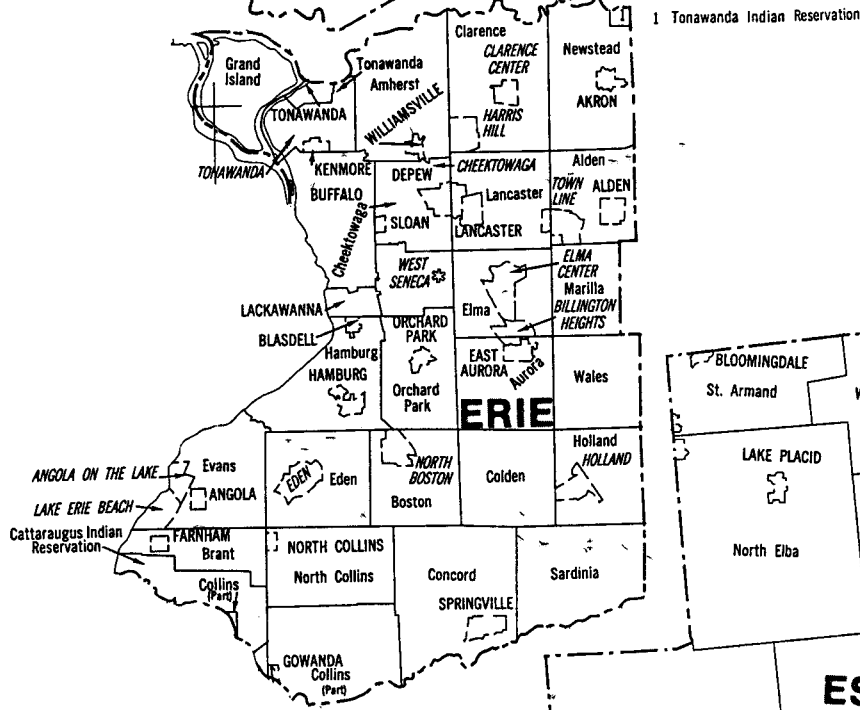 1 Tonawanda Indian Reservation
1
Clarence
CLARENCE
CENTER
Newstead
Grand
Island
Tonawanda
Amherst
AKRON
TONAWANDA
WILLIAMSVILLE
HARRIS
HILL
TONAWANDA
KENMORE
BUFFALO
DEPEW
CHEEKTOWAGA
Alden
TOWN
LINE
ALDEN
Lancaster
Cheektowaga
SLOAN
LANCASTER
WEST
SENECA
ELMA
CENTER
Marilla
BILLINGTON
HEIGHTS
Elma
LACKAWANNA
BLASDELL
ORCHARD
PARK
Hamburg
HAMBURG
EAST
AURORA
Aurora
Wales
Orchard
Park
ERIE
BLOOMINGDALE
St. Armand
W
LAKE PLACID
North Elba
ES
Holland
HOLLAND
ANGOLA ON THE LAKE
Evans
EDEN
Eden
NORTH
BOSTON
Boston
Colden
LAKE ERIE BEACH
ANGOLA
Cattaraugus Indian
Reservation
FARNHAM
Brant
NORTH COLLINS
North Collins
Concord
Sardinia
Collins
(Part)
SPRINGVILLE
GOWANDA
Collins
(Part)